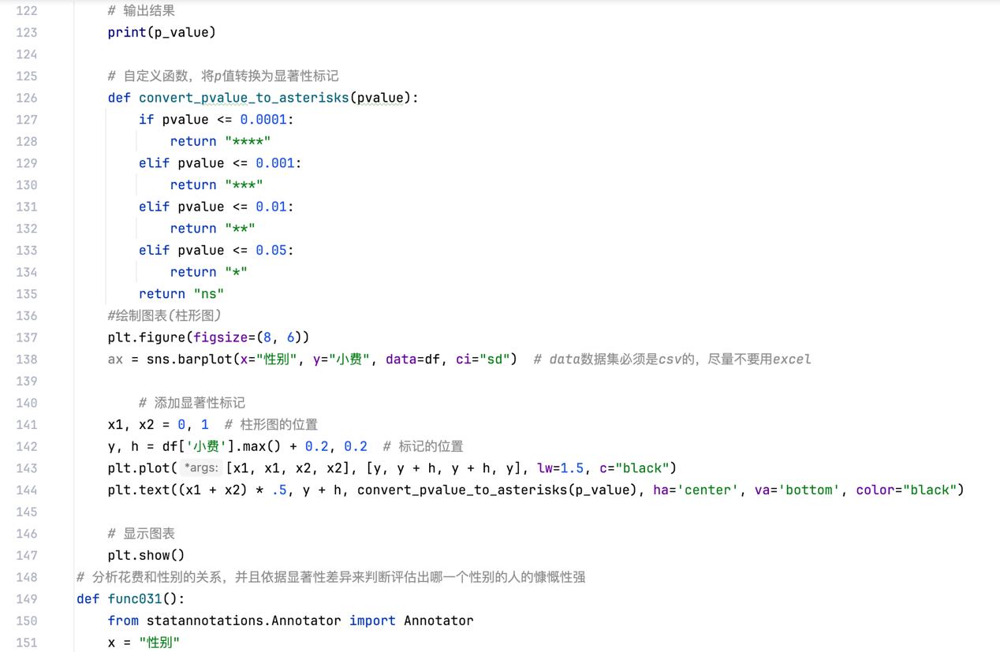 122 # 输出结果
123 print(p_value)
124
125 # 自定义函数，将p值转换为显著性标记
126 def convert_pvalue_to_asterisks(pvalue):
127 if pvalue <= 0.0001:
128 return "****"
129 elif pvalue <= 0.001:
130 return "***"
131 elif pvalue <= 0.01:
132 return "**"
133 elif pvalue <= 0.05:
134 return "*"
135 return "ns"
136 #绘制图表(柱形图)
137 plt.figure(figsize=(8, 6))
138 ax = sns.barplot(x="性别", y="小费", data=df, ci="sd") # data数据集必须是csv的，尽量不要用excel
139
140 # 添加显著性标记
141 x1, x2 = 0, 1 # 柱形图的位置
142 y, h = df['小费'].max() + 0.2, 0.2 # 标记的位置
143 plt.plot( *args: [x1, x1, x2, x2], [y, y + h, y + h, y], lw=1.5, c="black")
144 plt.text((x1 + x2) * .5, y + h, convert_pvalue_to_asterisks(p_value), ha='center', va='bottom', color="black")
145
146 # 显示图表
147 plt.show()
148 # 分析花费和性别的关系，并且依据显著性差异来判断评估出哪一个性别的人的慷慨性强
149 def func031():
150 from statannotations.Annotator import Annotator
151 x = "性别"